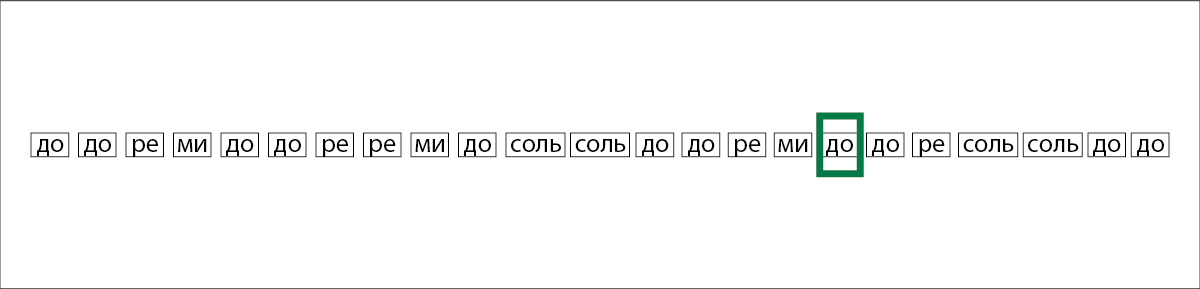 до до ре ми до до ре ре ми до соль соль до до ре ми до до ре соль соль до до